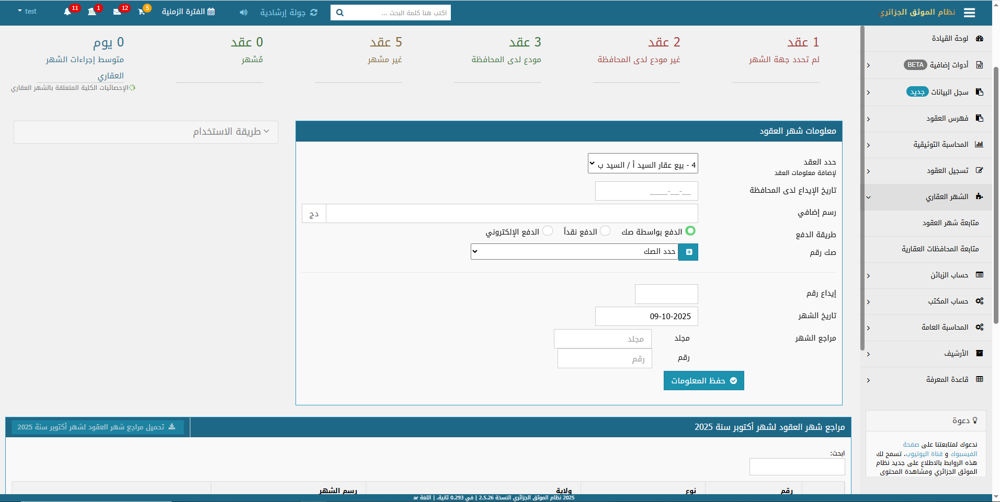 نظام الموثق الجزائري
اكتب هنا كلمة البحث ...
جولة إرشادية
الفترة الزمنية
5
12
1
11
test
لوحة القيادة
أدوات إضافية BETA
سجل البيانات جديد
فهرس العقود
المحاسبة التوثيقية
تسجيل العقود
الشهر العقاري
متابعة شهر العقود
متابعة المحافظات العقارية
حساب الزبائن
حساب المكتب
المحاسبة العامة
الأرشيف
قاعدة المعرفة
دعوة
ندعوك لمتابعتنا على صفحة
الفيسبوك و قناة اليوتيوب. تسمح لك
هذه الروابط بالاطلاع على جديد نظام
الموثق الجزائري ومشاهدة المحتوى
1 عقد
لم تحدد جهة الشهر
2 عقد
غير مودع لدى المحافظة
3 عقد
مودع لدى المحافظة
5 عقد
غير مشهر
0 عقد
مُشهر
0 يوم
متوسط إجراءات الشهر
العقاري
الإحصائيات الكلية المتعلقة بالشهر العقاري
معلومات شهر العقود
طريقة الاستخدام
حدد العقد
لإضافة معلومات العقد
4 - بيع عقار السيد أ / السيد ب
تاريخ الإيداع لدى المحافظة
__-__-____
رسم إضافي
دج
طريقة الدفع
الدفع بواسطة صك
الدفع نقداً
الدفع الإلكتروني
صك رقم
حدد الصك
إيداع رقم
تاريخ الشهر
09-10-2025
مراجع الشهر
مجلد
مجلد
رقم
رقم
حفظ المعلومات
مراجع شهر العقود لشهر أكتوبر سنة 2025
تحميل مراجع شهر العقود لشهر أكتوبر سنة 2025
ابحث:
رقم
نوع
ولاية
رسم الشهر
2025 نظام الموثق الجزائري النسخة 2.5.26 | في 0.293 ثانية. | اللغة ar